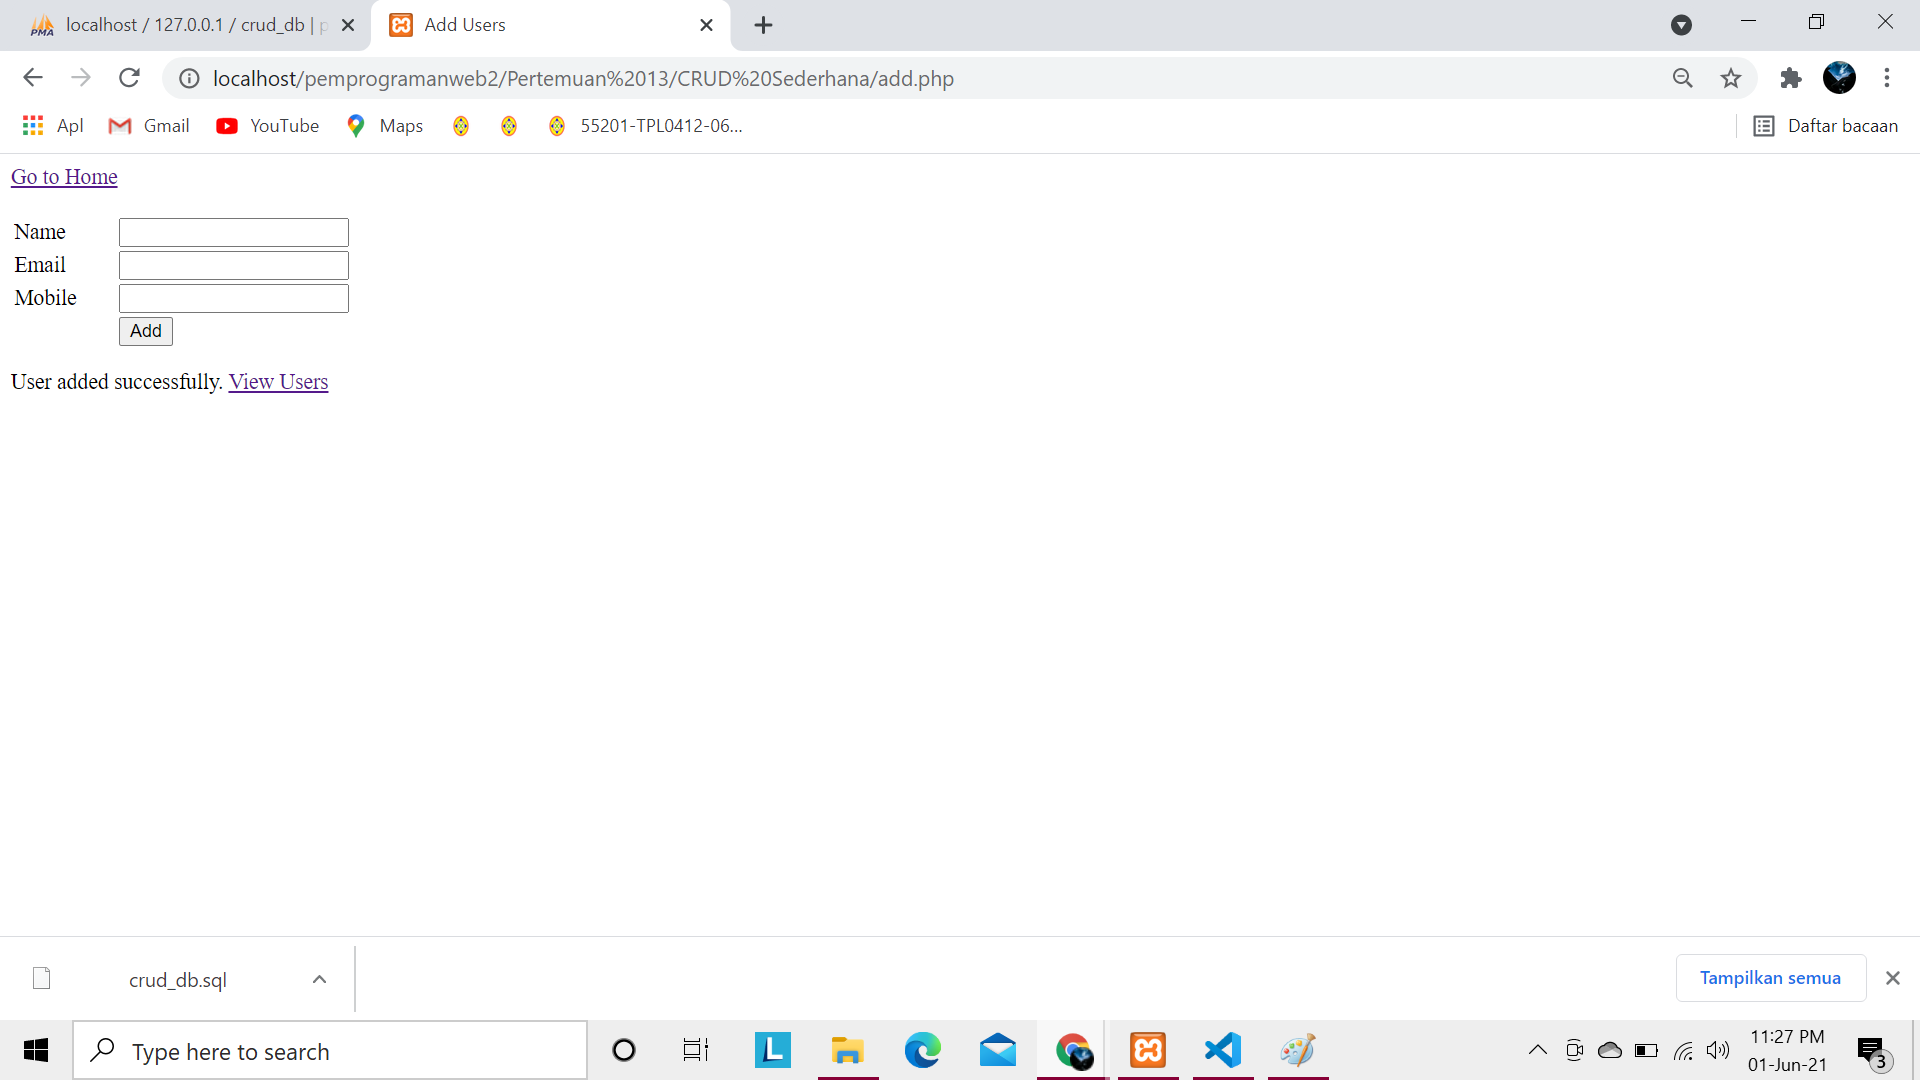 localhost / 127.0.0.1 / crud_db | p
Add Users
localhost/pemprogramanweb2/Pertemuan%2013/CRUD%20Sederhana/add.php
Apl
Gmail
YouTube
Maps
55201-TPL0412-06...
Daftar bacaan
Go to Home
Name
Email
Mobile
Add
User added successfully. View Users
crud_db.sql
Tampilkan semua
Type here to search
11:27 PM
01-Jun-21
3